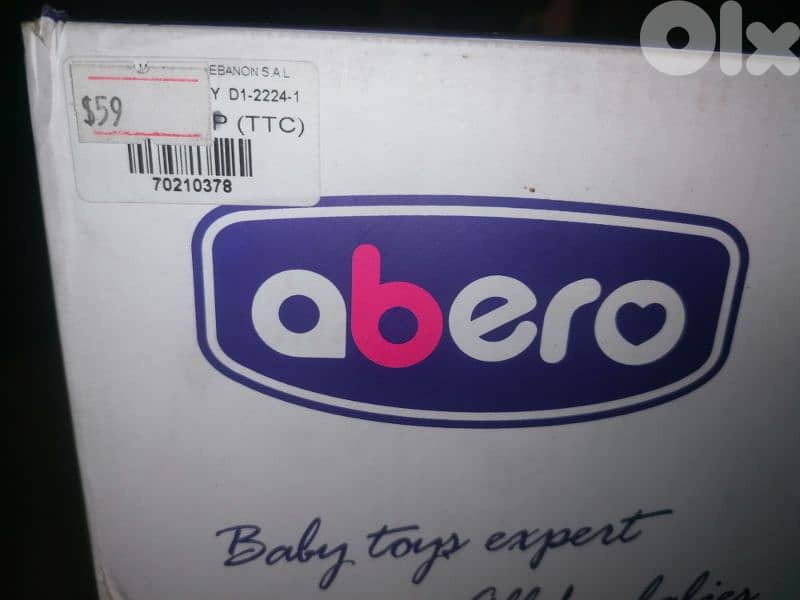 Olx
EBANON S.A L
$59
Y D1-2224-1
P (TTC)
70210378
abero
Baby toys expert